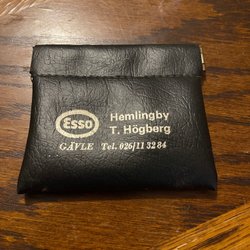 Esso
Hemlingby
T. Högberg
GÄVLE Tel. 026/11 32 84